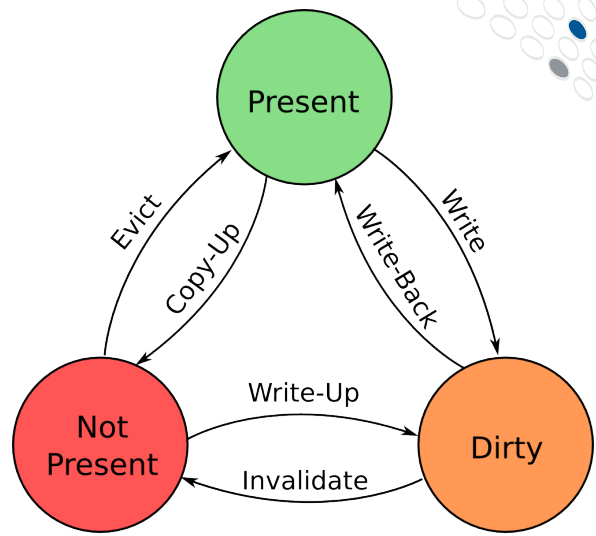 Present
Evict
Copy-Up
Write-Back
Write
Not
Present
Write-Up
Dirty
Invalidate